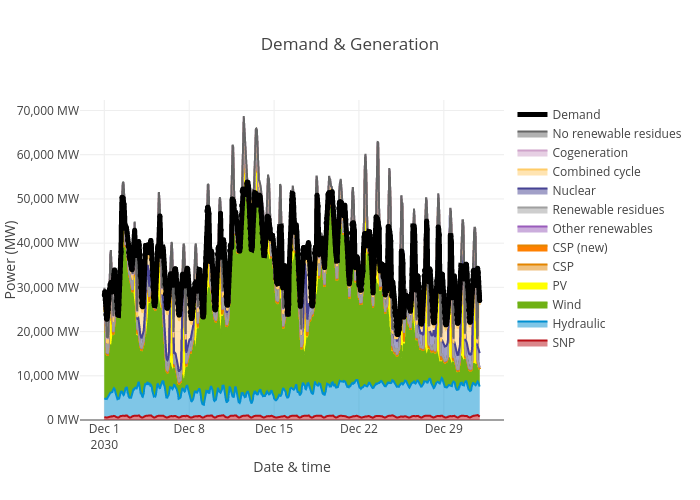 Demand & Generation
70,000 MW
60,000 MW
50,000 MW
40,000 MW
30,000 MW
20,000 MW
10,000 MW
0 MW
Power (MW)
Dec 1
2030
Dec 8
Dec 15
Dec 22
Dec 29
Date & time
Demand
No renewable residues
Cogeneration
Combined cycle
Nuclear
Renewable residues
Other renewables
CSP (new)
CSP
PV
Wind
Hydraulic
SNP